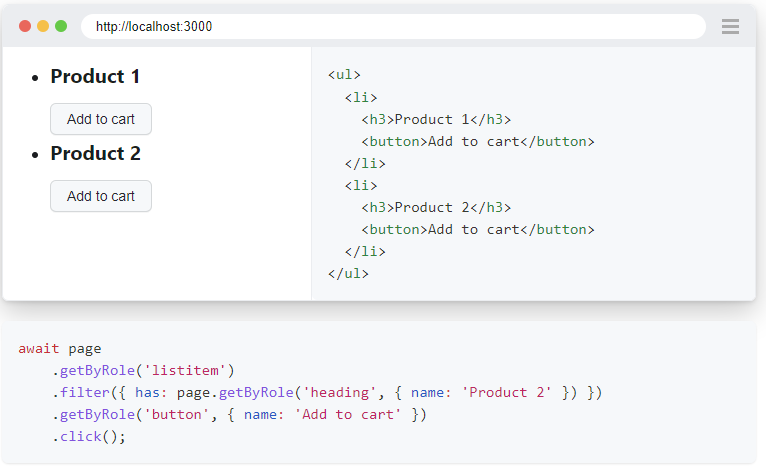 http://localhost:3000
Product 1
Add to cart
Product 2
Add to cart
<ul>
  <li>
    <h3>Product 1</h3>
    <button>Add to cart</button>
  </li>
  <li>
    <h3>Product 2</h3>
    <button>Add to cart</button>
  </li>
</ul>
await page
    .getByRole('listitem')
    .filter({ has: page.getByRole('heading', { name: 'Product 2' }) })
    .getByRole('button', { name: 'Add to cart' })
    .click();